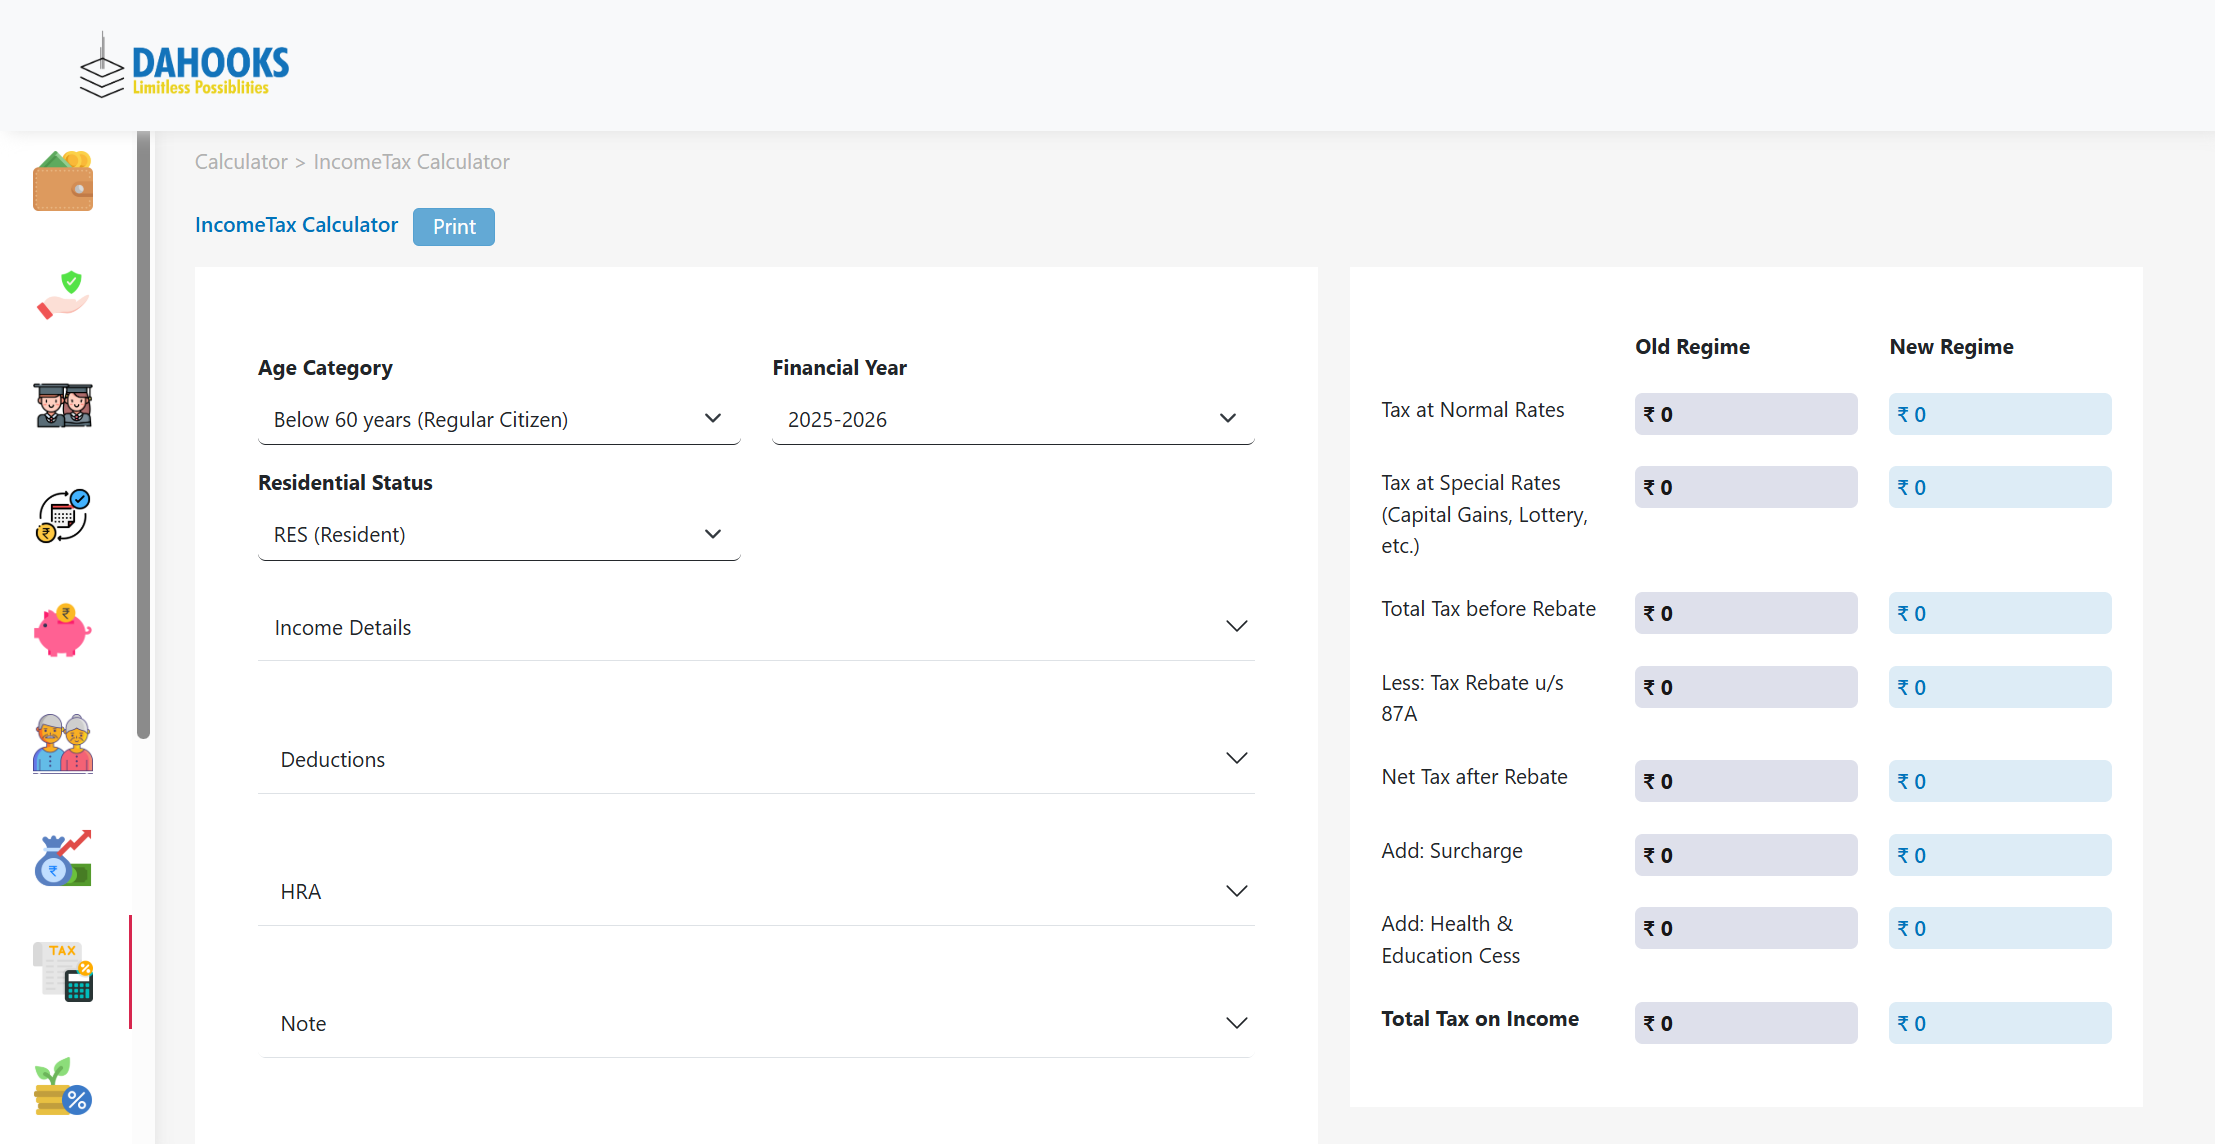 DAHOOKS
Limitless Possiblities
Calculator > IncomeTax Calculator
IncomeTax Calculator
Print
Age Category
Financial Year
Below 60 years (Regular Citizen)
2025-2026
Residential Status
RES (Resident)
Income Details
Deductions
HRA
Note
Old Regime
New Regime
Tax at Normal Rates
₹ 0
₹ 0
Tax at Special Rates
(Capital Gains, Lottery,
etc.)
₹ 0
₹ 0
Total Tax before Rebate
₹ 0
₹ 0
Less: Tax Rebate u/s
87A
₹ 0
₹ 0
Net Tax after Rebate
₹ 0
₹ 0
Add: Surcharge
₹ 0
₹ 0
Add: Health &
Education Cess
₹ 0
₹ 0
Total Tax on Income
₹ 0
₹ 0
₹
₹
₹
TAX
%
%